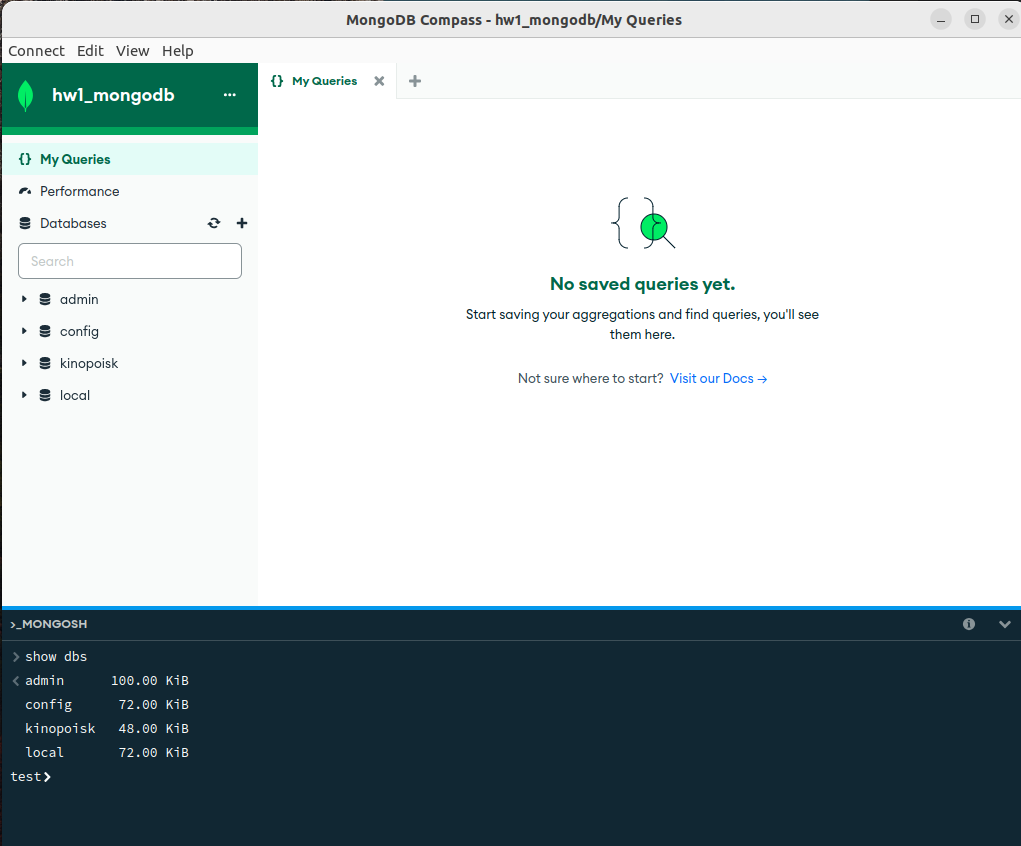 MongoDB Compass - hw1_mongodb/My Queries
Connect Edit View Help
hw1_mongodb ...
{} My Queries
{} My Queries
Performance
Databases
Search
admin
config
kinopoisk
local
No saved queries yet.
Start saving your aggregations and find queries, you'll see
them here.
Not sure where to start? Visit our Docs →
>_MONGOSH
> show dbs
< admin 100.00 KiB
config 72.00 KiB
kinopoisk 48.00 KiB
local 72.00 KiB
test>